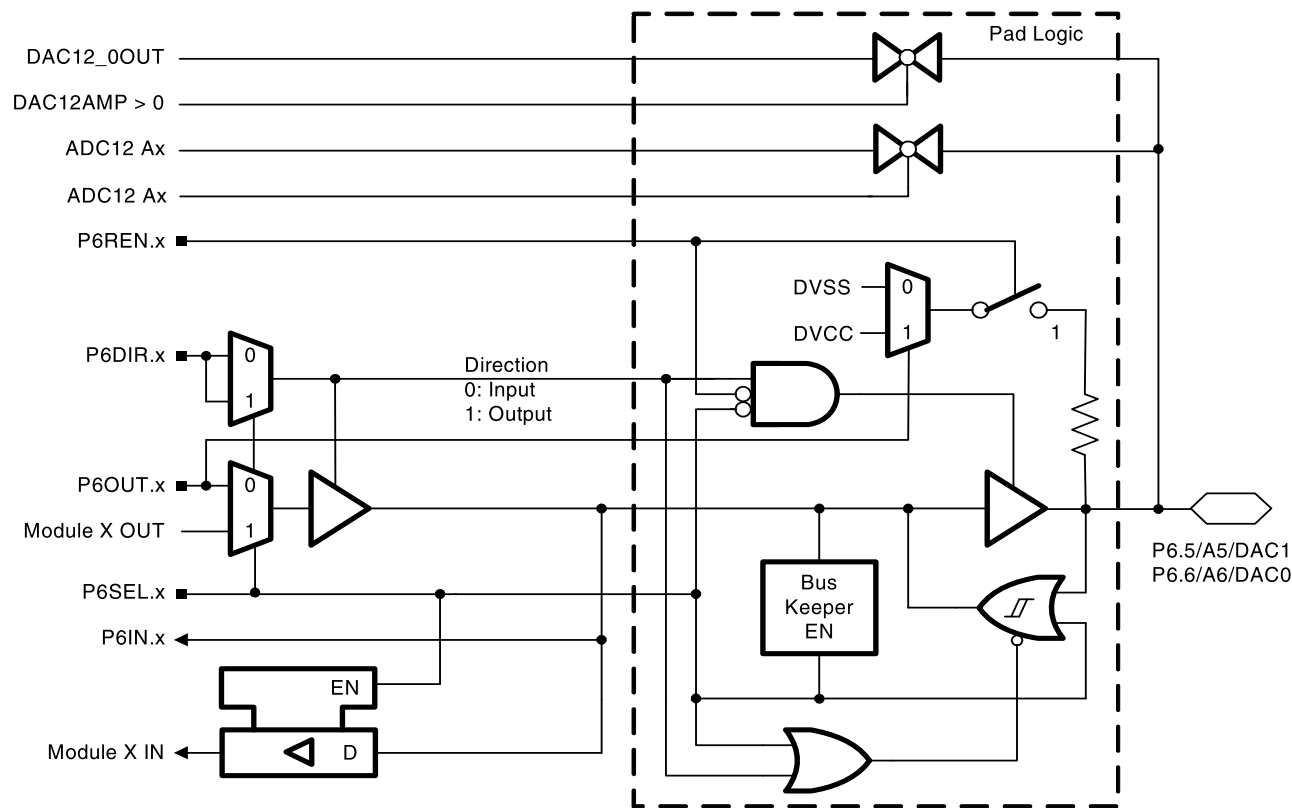 Pad Logic
DAC12_0OUT
DAC12AMP > 0
ADC12 Ax
ADC12 Ax
P6REN.x
DVSS
0
DVCC
1
1
P6DIR.x
0
1
Direction
0: Input
1: Output
P6OUT.x
0
Module X OUT
1
P6SEL.x
P6IN.x
Bus
Keeper
EN
P6.5/A5/DAC1
P6.6/A6/DAC0
EN
Module X IN
D